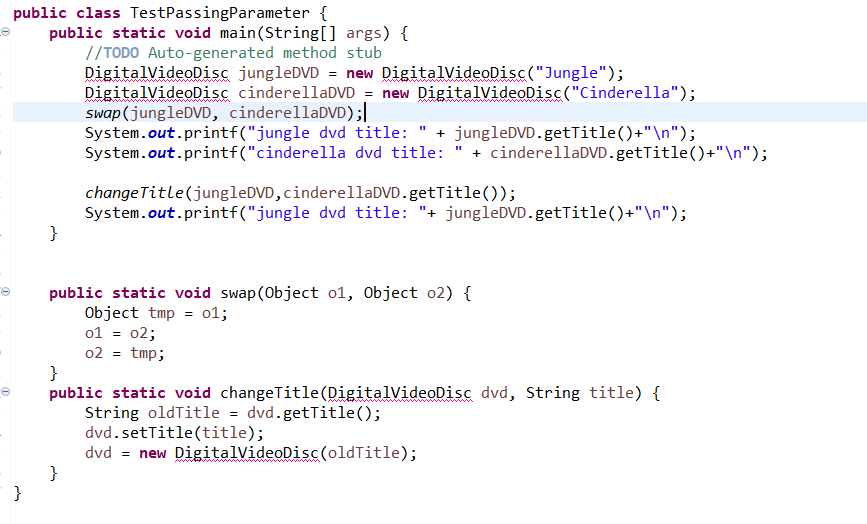 public class TestPassingParameter {
    public static void main(String[] args) {
        //TODO Auto-generated method stub
        DigitalVideoDisc jungleDVD = new DigitalVideoDisc("Jungle");
        DigitalVideoDisc cinderellaDVD = new DigitalVideoDisc("Cinderella");
        swap(jungleDVD, cinderellaDVD);
        System.out.printf("jungle dvd title: " + jungleDVD.getTitle()+"\n");
        System.out.printf("cinderella dvd title: " + cinderellaDVD.getTitle()+"\n");

        changeTitle(jungleDVD,cinderellaDVD.getTitle());
        System.out.printf("jungle dvd title: "+ jungleDVD.getTitle()+"\n");
    }


    public static void swap(Object o1, Object o2) {
        Object tmp = o1;
        o1 = o2;
        o2 = tmp;
    }
    public static void changeTitle(DigitalVideoDisc dvd, String title) {
        String oldTitle = dvd.getTitle();
        dvd.setTitle(title);
        dvd = new DigitalVideoDisc(oldTitle);
    }
}